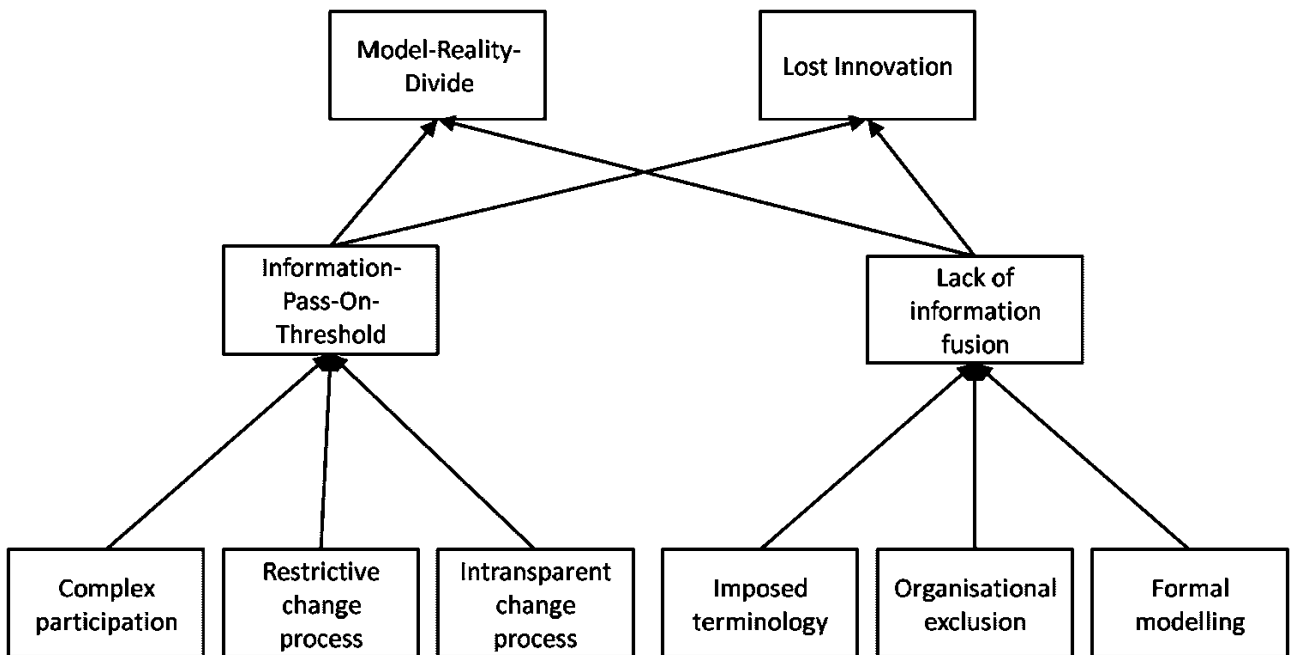 Model-Reality-
Divide
Lost Innovation
Information-
Pass-On-
Threshold
Lack of
information
fusion
Complex
participation
Restrictive
change
process
Intransparent
change
process
Imposed
terminology
Organisational
exclusion
Formal
modelling